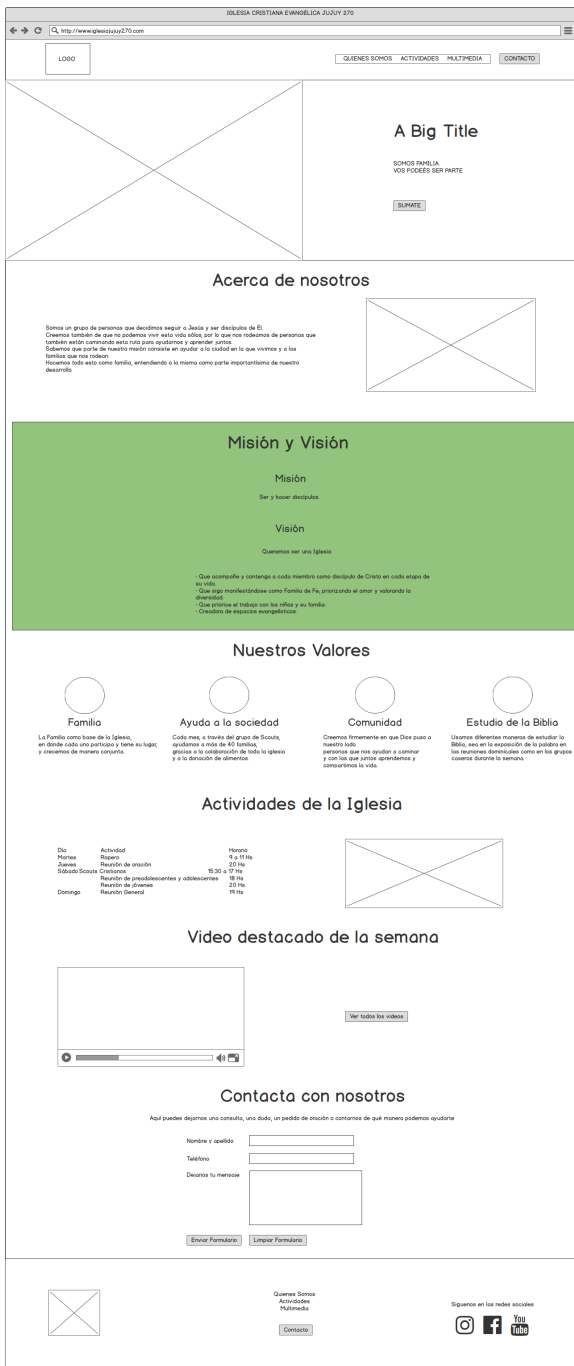 IGLESIA CRISTIANA EVANGÉLICA JUJUY 270
http://www.iglesiajujuy270.com
LOGO
QUIENES SOMOS ACTIVIDADES MULTIMEDIA CONTACTO
A Big Title
SOMOS FAMILIA
VOS PODEÉS SER PARTE
SUMATE
Acerca de nosotros
Somos un grupo de personas que decidimos seguir a Jesús y ser discípulos de Él.
Creemos también de que no podemos vivir esta vida sólos, por lo que nos rodeamos de personas que
también están caminando esta ruta para ayudarnos y aprender juntos.
Sabemos que parte de nuestra misión consiste en ayudar a la ciudad en la que vivimos y a las
familias que nos rodean.
Hacemos todo esto como familia, entendiendo a la misma como parte importantísima de nuestro
desarrollo
Misión y Visión
Misión
Ser y hacer discípulos
Visión
Queremos ser una Iglesia
- Que acompañe y contenga a cada miembro como discípulo de Cristo en cada etapa de
su vida.
- Que siga manifestándose como Familia de Fe, priorizando el amor y valorando la
diversidad.
- Que priorice el trabajo con los niños y su familia.
- Creadora de espacios evangelísticos.
Nuestros Valores
Familia
La Familia como base de la Iglesia,
en donde cada uno participa y tiene su lugar,
y crecemos de manera conjunta.
Ayuda a la sociedad
Cada mes, a través del grupo de Scouts,
ayudamos a más de 40 familias,
gracias a la colaboración de toda la iglesia
y a la donación de alimentos.
Comunidad
Creemos firmemente en que Dios puso a
nuestro lado
personas que nos ayudan a caminar
y con las que juntos aprendemos y
compartimos la vida.
Estudio de la Biblia
Usamos diferentes maneras de estudiar la
Biblia, sea en la exposición de la palabra en
las reuniones dominicales como en los grupos
caseros durante la semana.
Actividades de la Iglesia
Día Actividad Horario
Martes Ropero 9 a 11 Hs
Jueves Reunión de oración 20 Hs
Sábado Scouts Cristianos 15:30 a 17 Hs
Reunión de preadolescentes y adolescentes 18 Hs
Reunión de jóvenes 20 Hs
Domingo Reunión General 19 Hs
Video destacado de la semana
Ver todos los videos
Contacta con nosotros
Aquí puedes dejarnos una consulta, una duda, un pedido de oración o contarnos de qué manera podemos ayudarte
Nombre y apellido
Teléfono
Dejanos tu mensaje
Enviar Formulario Limpiar Formulario
Quienes Somos
Actividades
Multimedia
Contacto
Siguenos en las redes sociales
You
Tube